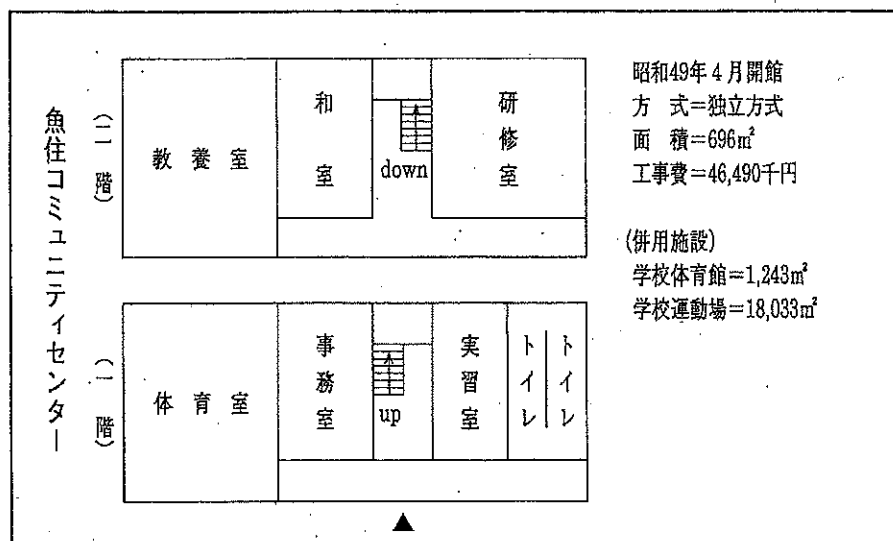 魚住コミュニティセンター
(二階)
教養室
和室
down
研修室
(一階)
体育室
事務室
up
実習室
トイレ
トイレ
昭和49年4月開館
方 式=独立方式
面 積=696㎡
工事費=46,490千円
(併用施設)
学校体育館=1,243㎡
学校運動場=18,033㎡